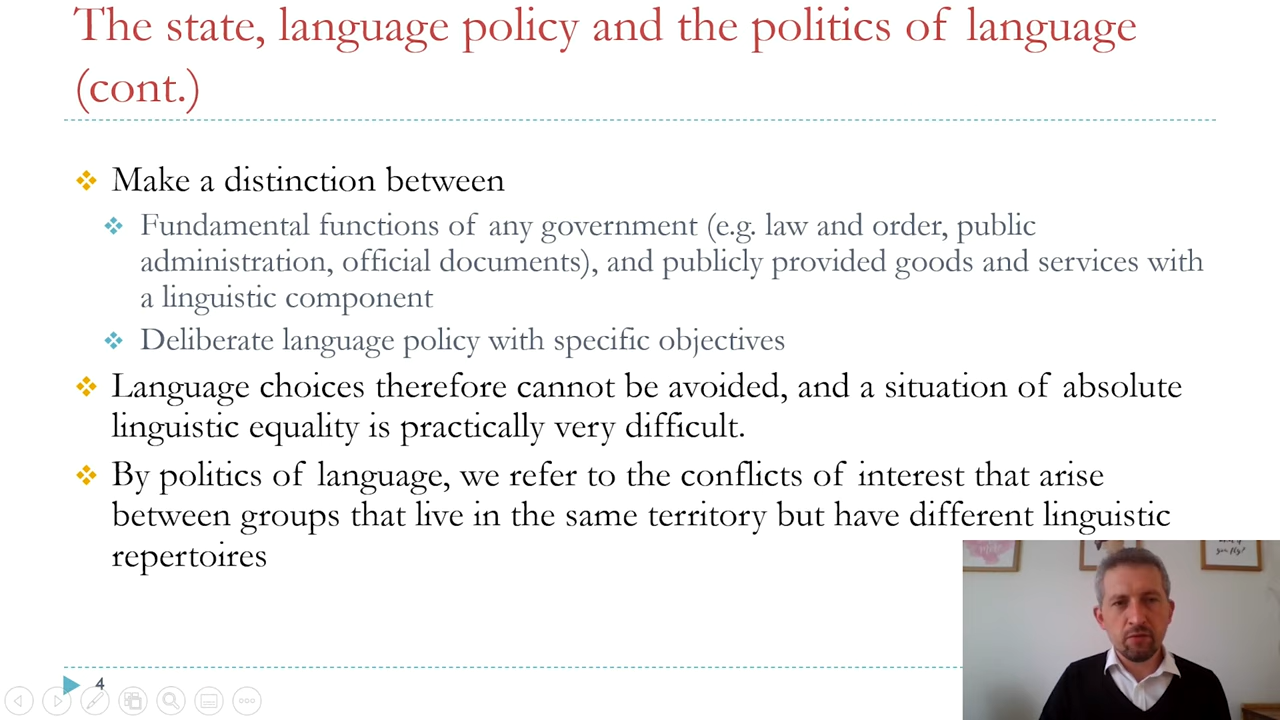 The state, language policy and the politics of language
(cont.)
Make a distinction between
Fundamental functions of any government (e.g. law and order, public
administration, official documents), and publicly provided goods and services with
a linguistic component
Deliberate language policy with specific objectives
Language choices therefore cannot be avoided, and a situation of absolute
linguistic equality is practically very difficult.
By politics of language, we refer to the conflicts of interest that arise
between groups that live in the same territory but have different linguistic
repertoires
4